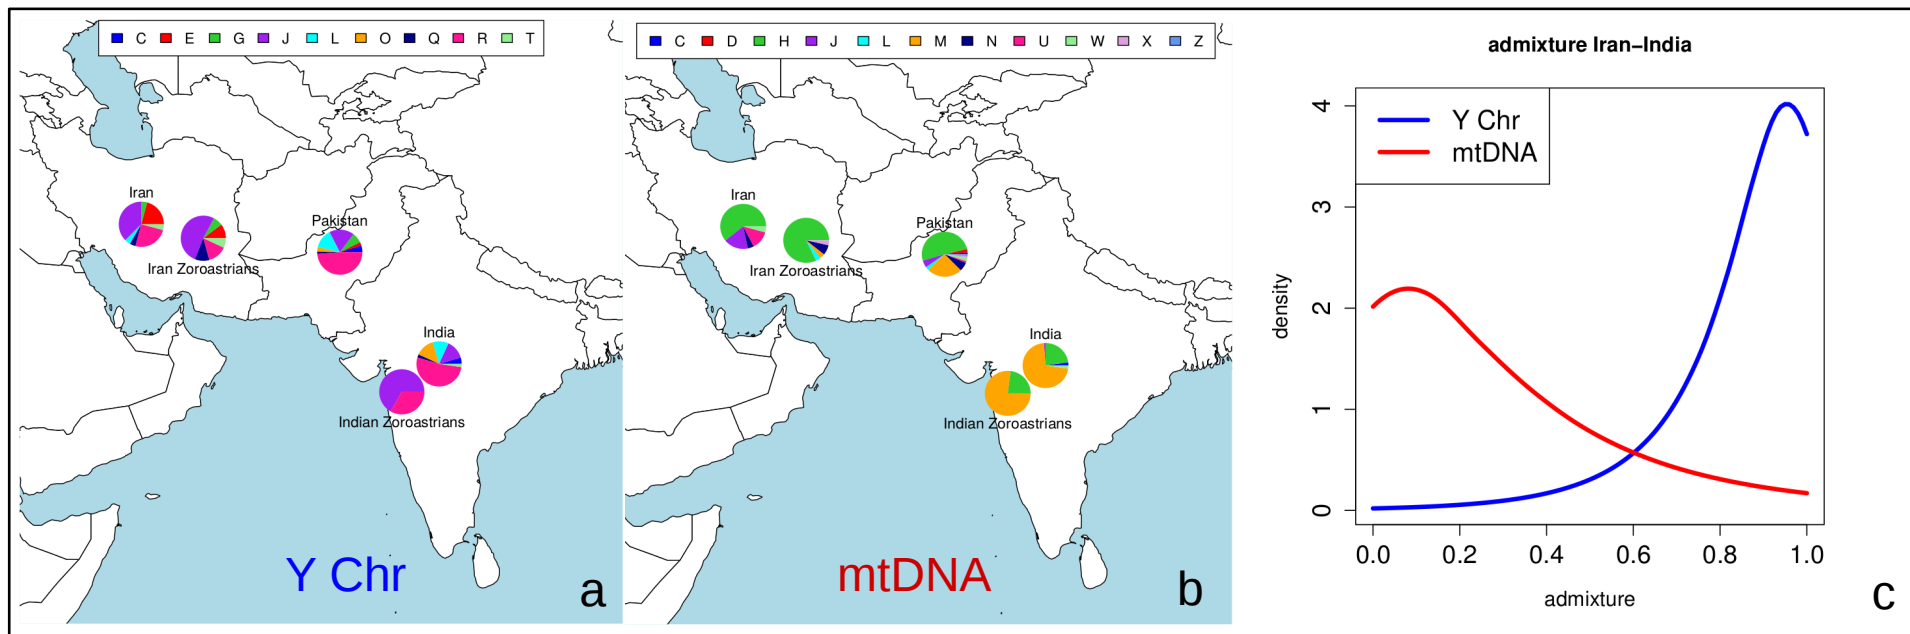 C E G J L O Q R T
Iran
Iran Zoroastrians
Pakistan
India
Indian Zoroastrians
Y Chr
a
C D H J L M N U W X Z
Iran
Iran Zoroastrians
Pakistan
India
Indian Zoroastrians
mtDNA
b
admixture Iran–India
Y Chr
mtDNA
density
4
3
2
1
0
0.0 0.2 0.4 0.6 0.8 1.0
admixture
c